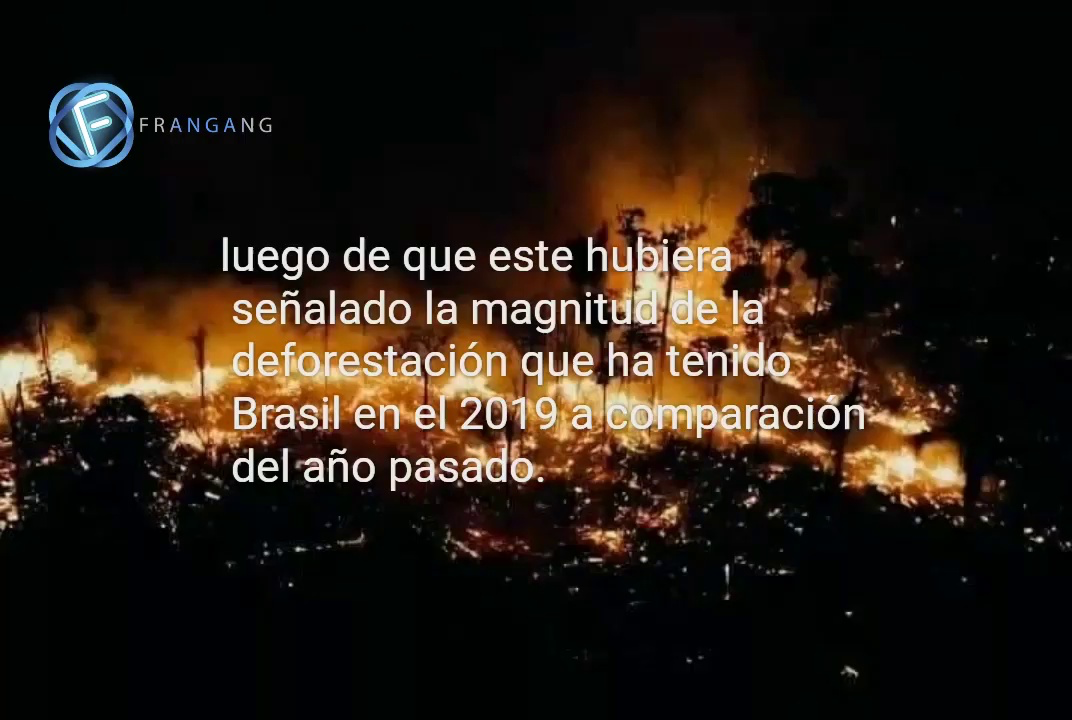 FRANGANG
luego de que este hubiera
señalado la magnitud de la
deforestación que ha tenido
Brasil en el 2019 a comparación
del año pasado.